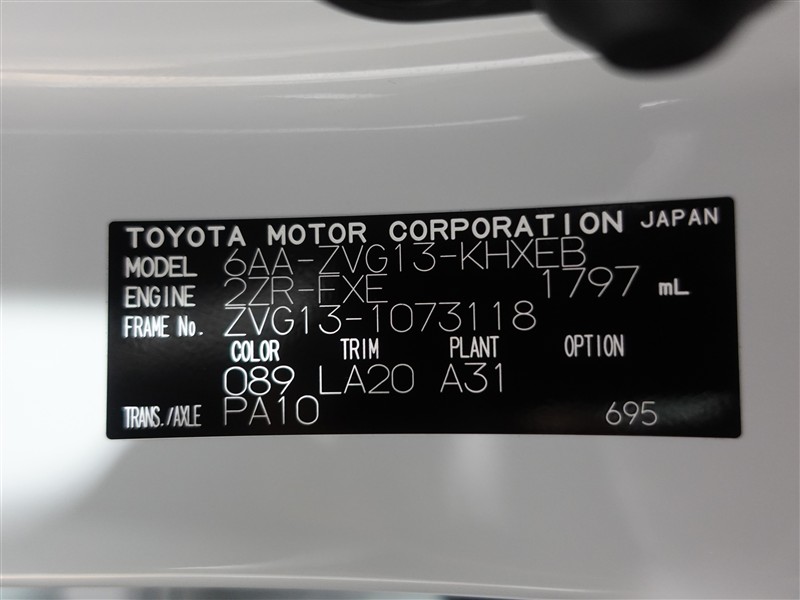 TOYOTA MOTOR CORPORATION JAPAN
MODEL 6AA-ZVG13-KHXEB
ENGINE 2ZR-FXE 1797 mL
FRAME No. ZVG13-1073118
COLOR TRIM PLANT OPTION
089 LA20 A31
TRANS./AXLE PA10 695